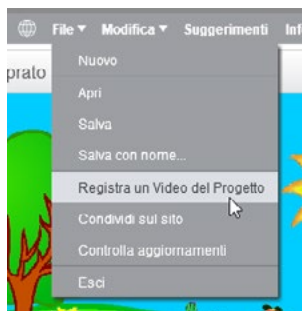 File ▼ Modifica ▼ Suggerimenti
prato
Nuovo
Apri
Salva
Salva con nome...
Registra un Video del Progetto
Condividi sul sito
Controlla aggiornamenti
Esci